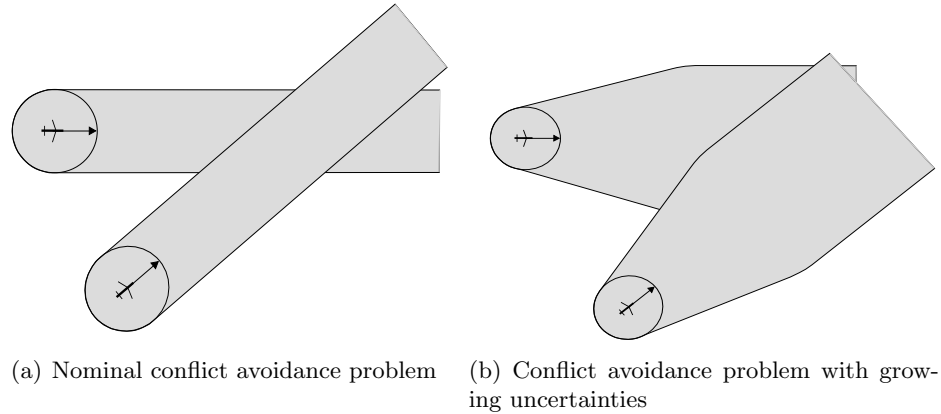 (a) Nominal conflict avoidance problem
(b) Conflict avoidance problem with grow-
ing uncertainties